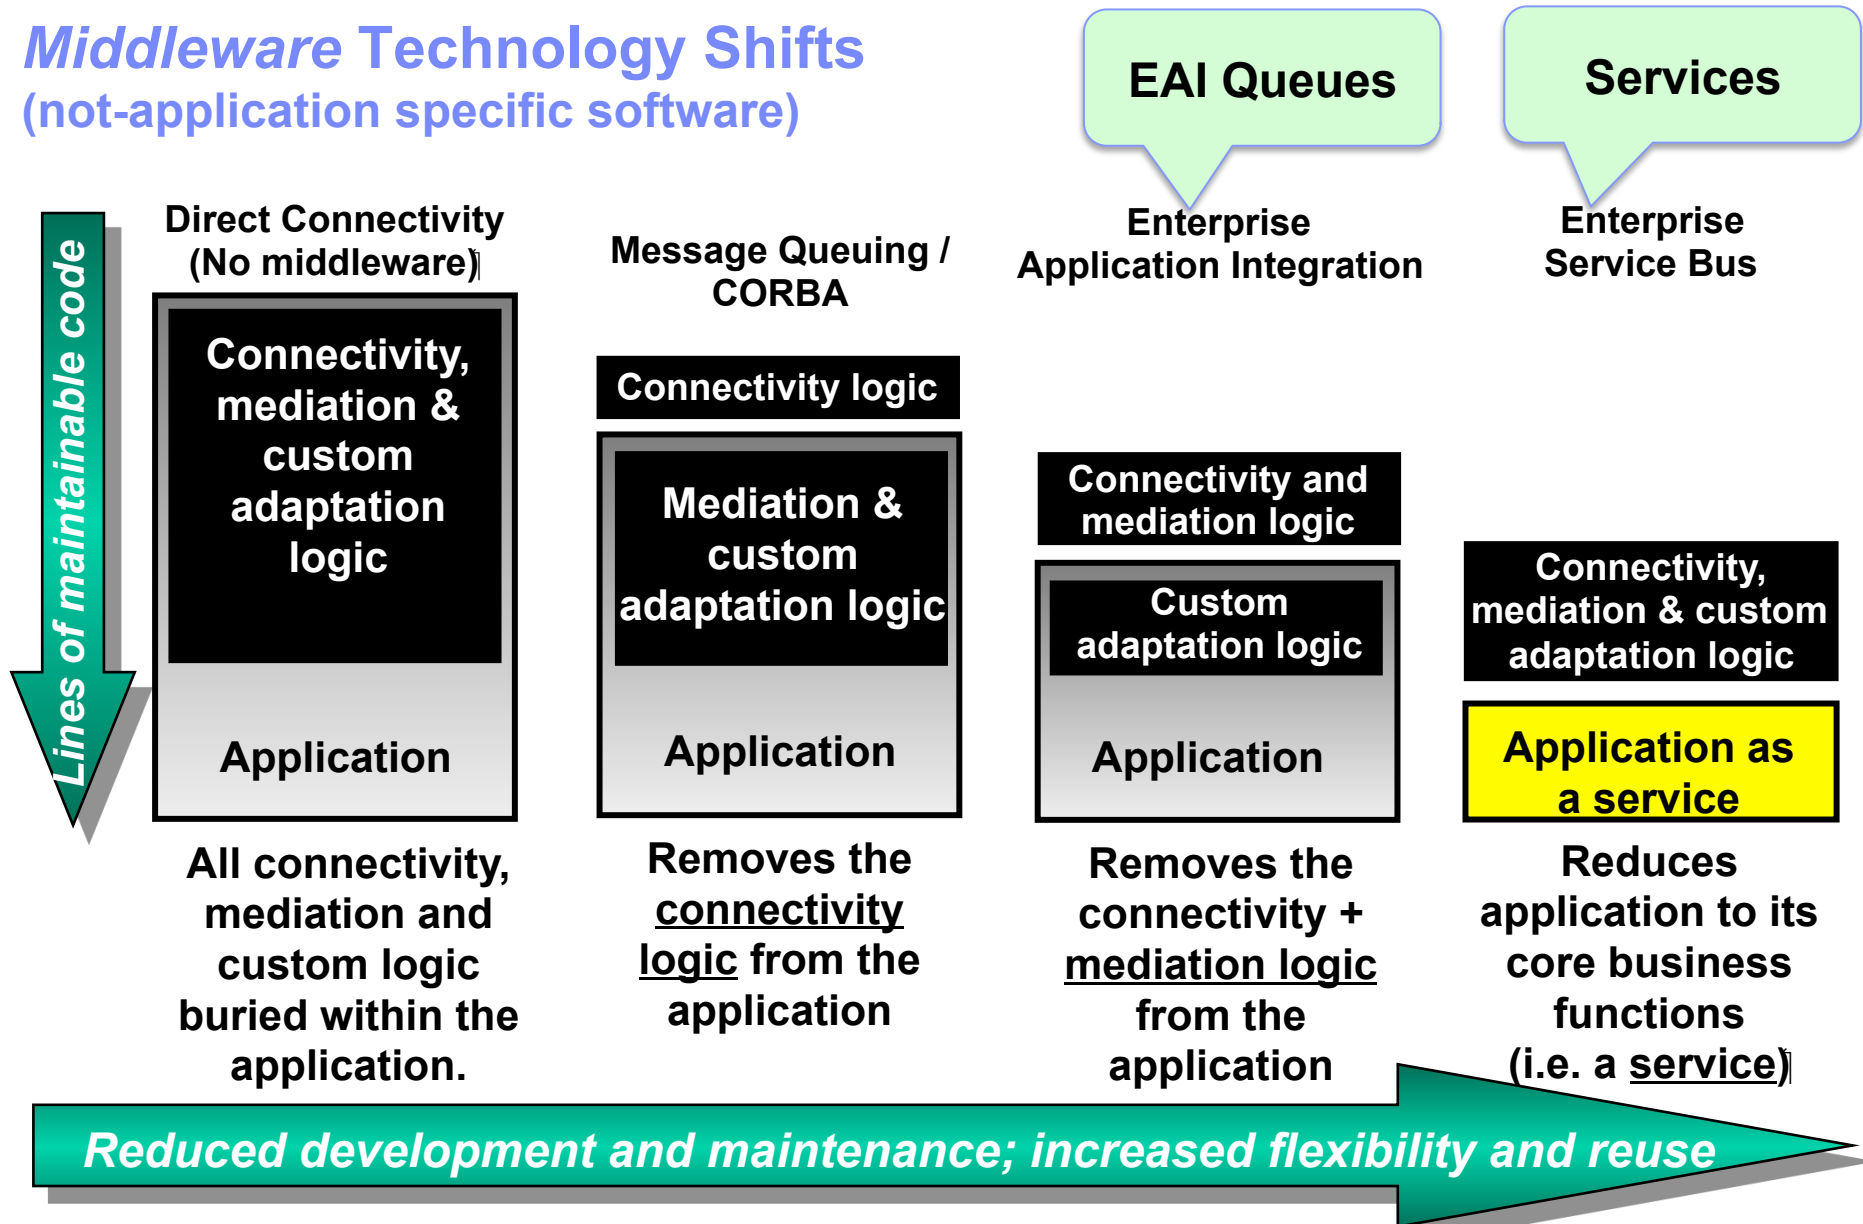 Middleware Technology Shifts
(not-application specific software)
EAI Queues
Services
Lines of maintainable code
Direct Connectivity
(No middleware)
Connectivity,
mediation &
custom
adaptation
logic
Application
All connectivity,
mediation and
custom logic
buried within the
application.
Message Queuing /
CORBA
Connectivity logic
Mediation &
custom
adaptation logic
Application
Removes the
connectivity
logic from the
application
Enterprise
Application Integration
Connectivity and
mediation logic
Custom
adaptation logic
Application
Removes the
connectivity +
mediation logic
from the
application
Enterprise
Service Bus
Connectivity,
mediation & custom
adaptation logic
Application as
a service
Reduces
application to its
core business
functions
(i.e. a service)
Reduced development and maintenance; increased flexibility and reuse